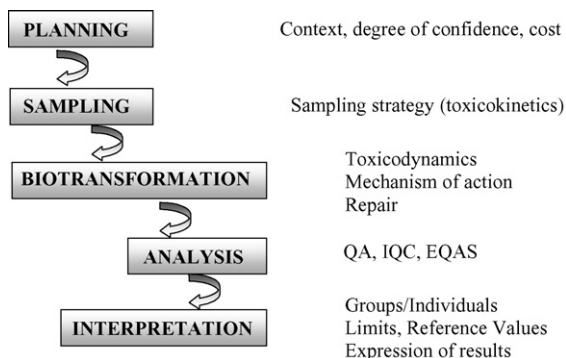 PLANNING Context, degree of confidence, cost
SAMPLING Sampling strategy (toxicokinetics)
Toxicodynamics
BIOTRANSFORMATION Mechanism of action
Repair
ANALYSIS QA, IQC, EQAS
Groups/Individuals
INTERPRETATION Limits, Reference Values
Expression of results